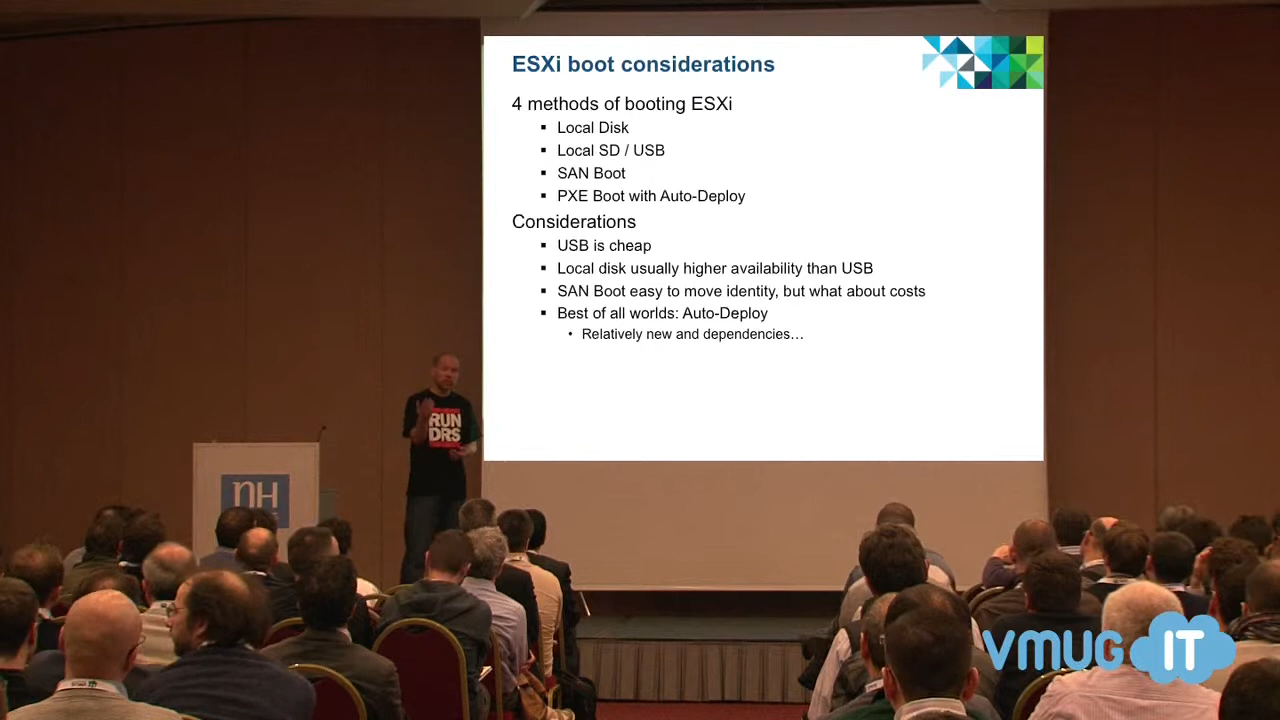 ESXi boot considerations
4 methods of booting ESXi
▪ Local Disk
▪ Local SD / USB
▪ SAN Boot
▪ PXE Boot with Auto-Deploy
Considerations
▪ USB is cheap
▪ Local disk usually higher availability than USB
▪ SAN Boot easy to move identity, but what about costs
▪ Best of all worlds: Auto-Deploy
• Relatively new and dependencies…
RUN
DRS
nH
VMUG IT